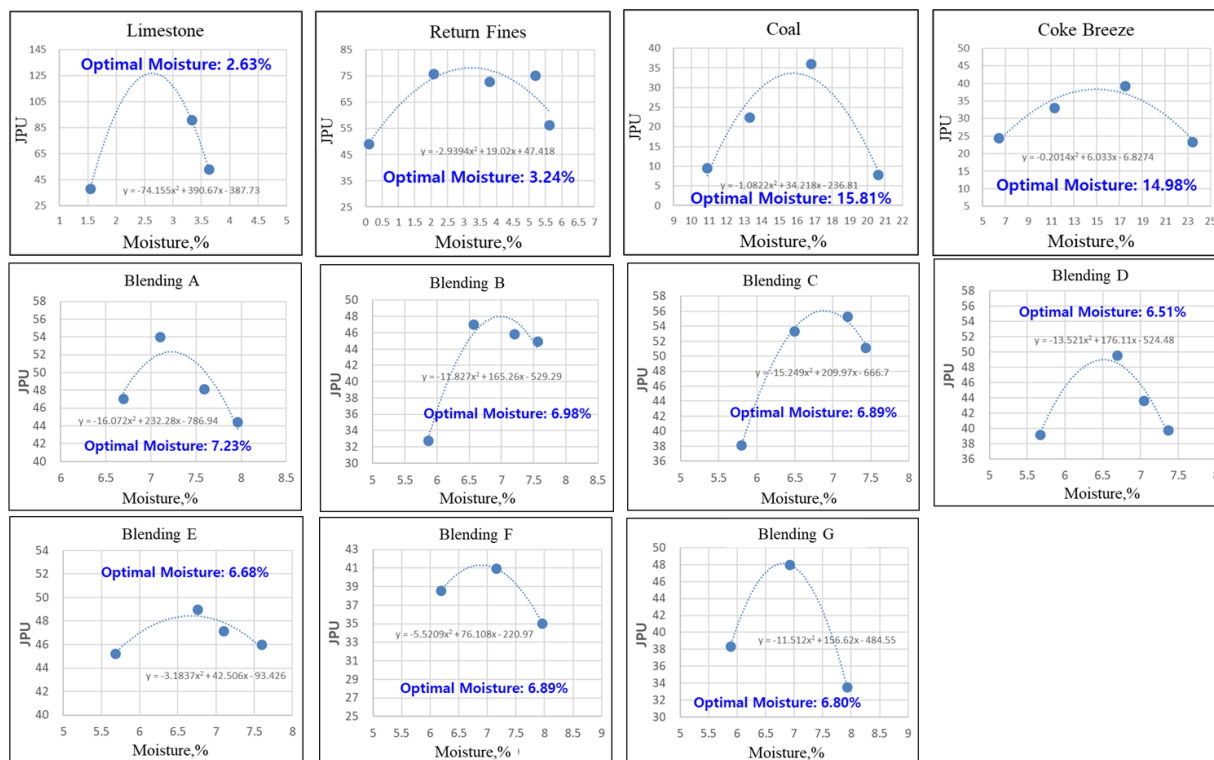 Limestone
145
125
105
85
65
45
25
JPU
Optimal Moisture: 2.63%
y = -74.155x² + 390.67x - 387.73
1 1.5 2 2.5 3 3.5 4 4.5 5
Moisture,%
Return Fines
85
75
65
55
45
35
25
JPU
y = -2.9394x² + 19.02x + 47.418
Optimal Moisture: 3.24%
0 0.5 1 1.5 2 2.5 3 3.5 4 4.5 5 5.5 6 6.5 7
Moisture,%
Coal
40
35
30
25
20
15
10
5
0
JPU
y = -1.0822x² + 34.218x - 236.81
Optimal Moisture: 15.81%
9 10 11 12 13 14 15 16 17 18 19 20 21 22
Moisture,%
Coke Breeze
50
45
40
35
30
25
20
15
10
5
JPU
y = -0.2014x² + 6.033x - 6.8274
Optimal Moisture: 14.98%
5 7 9 11 13 15 17 19 21 23 25
Moisture,%
Blending A
58
56
54
52
50
48
46
44
42
40
JPU
y = -16.072x² + 232.28x - 786.94
Optimal Moisture: 7.23%
6 6.5 7 7.5 8 8.5
Moisture,%
Blending B
50
48
46
44
42
40
38
36
34
32
30
JPU
y = -11.827x² + 165.26x - 529.29
Optimal Moisture: 6.98%
5 5.5 6 6.5 7 7.5 8 8.5
Moisture,%
Blending C
58
56
54
52
50
48
46
44
42
40
38
36
JPU
y = -15.249x² + 209.97x - 666.7
Optimal Moisture: 6.89%
5 5.5 6 6.5 7 7.5 8
Moisture,%
Blending D
58
56
54
52
50
48
46
44
42
40
38
36
JPU
Optimal Moisture: 6.51%
y = -13.521x² + 176.11x - 524.48
5 5.5 6 6.5 7 7.5 8
Moisture,%
Blending E
54
52
50
48
46
44
42
40
JPU
Optimal Moisture: 6.68%
y = -3.1837x² + 42.506x - 93.426
5 5.5 6 6.5 7 7.5 8
Moisture,%
Blending F
43
41
39
37
35
33
31
29
27
25
JPU
y = -5.5209x² + 76.108x - 220.97
Optimal Moisture: 6.89%
5 5.5 6 6.5 7 7.5 8 8.5 9
Moisture,%
Blending G
50
48
46
44
42
40
38
36
34
32
30
JPU
y = -11.512x² + 156.62x - 484.55
Optimal Moisture: 6.80%
5 6 7 8 9
Moisture,%